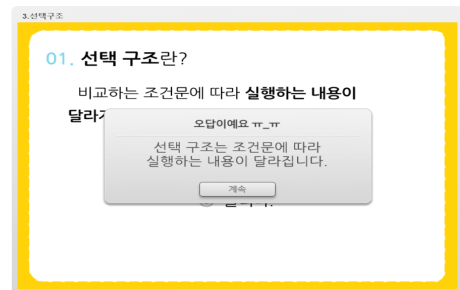 3.선택구조
01. 선택 구조란?
비교하는 조건문에 따라 실행하는 내용이
오답이예요 ㅠ_ㅠ
선택 구조는 조건문에 따라
실행하는 내용이 달라집니다.
계속